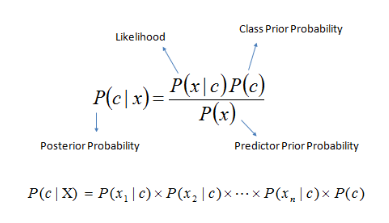 Likelihood
Class Prior Probability
P(c | x) = P(x | c)P(c) / P(x)
Posterior Probability
Predictor Prior Probability
P(c | X) = P(x₁ | c) × P(x₂ | c) × ⋯ × P(xₙ | c) × P(c)